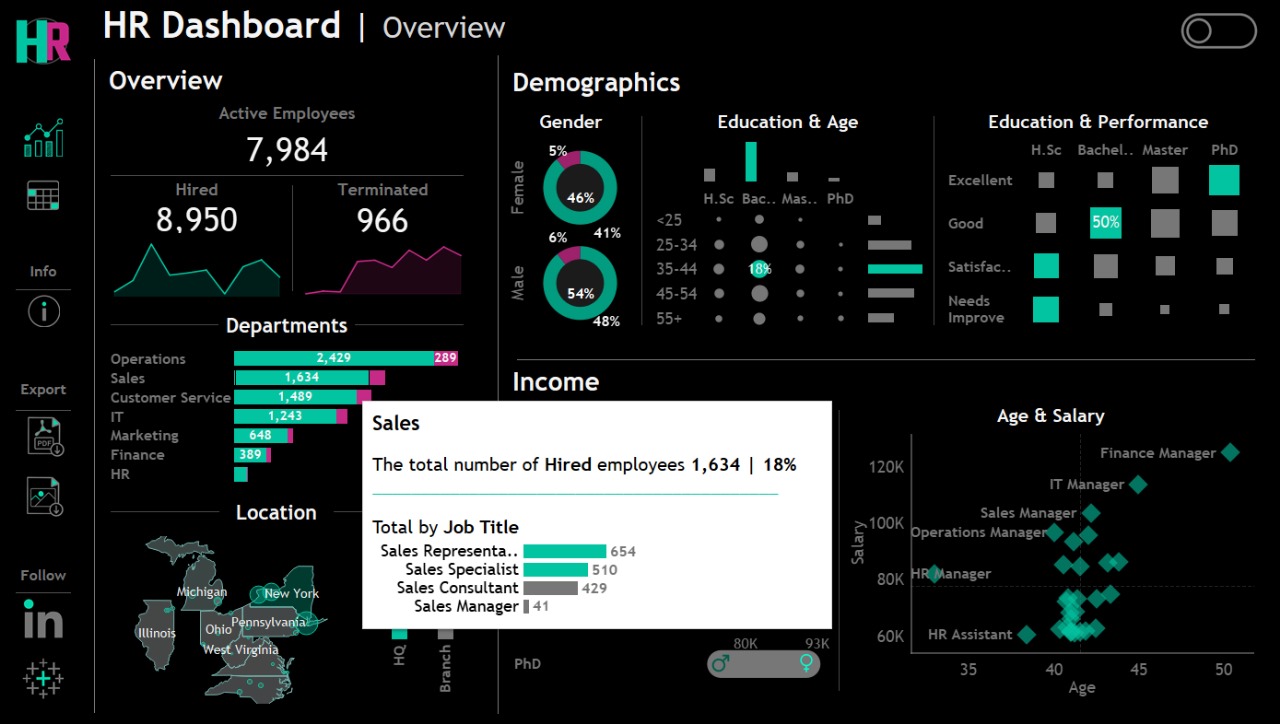 HR
HR Dashboard | Overview
Overview
Active Employees
7,984
Hired
8,950
Terminated
966
Departments
Operations 2,429 289
Sales 1,634
Customer Service 1,489
IT 1,243
Marketing 648
Finance 389
HR
Location
Michigan
New York
Illinois
Ohio
Pennsylvania
West Virginia
HQ
Branch
Info
i
Export
PDF
Follow
in
Demographics
Gender
Female
5%
46%
41%
Male
6%
54%
48%
Education & Age
H.Sc Bac.. Mas.. PhD
<25
25-34
35-44 18%
45-54
55+
Education & Performance
H.Sc Bachel.. Master PhD
Excellent
Good 50%
Satisfac..
Needs
Improve
Income
Sales
The total number of Hired employees 1,634 | 18%
Total by Job Title
Sales Representa.. 654
Sales Specialist 510
Sales Consultant 429
Sales Manager 41
80K 93K
PhD
♂ ♀
Age & Salary
Salary
120K
100K
80K
60K
Finance Manager
IT Manager
Sales Manager
Operations Manager
HR Manager
HR Assistant
35 40 45 50
Age